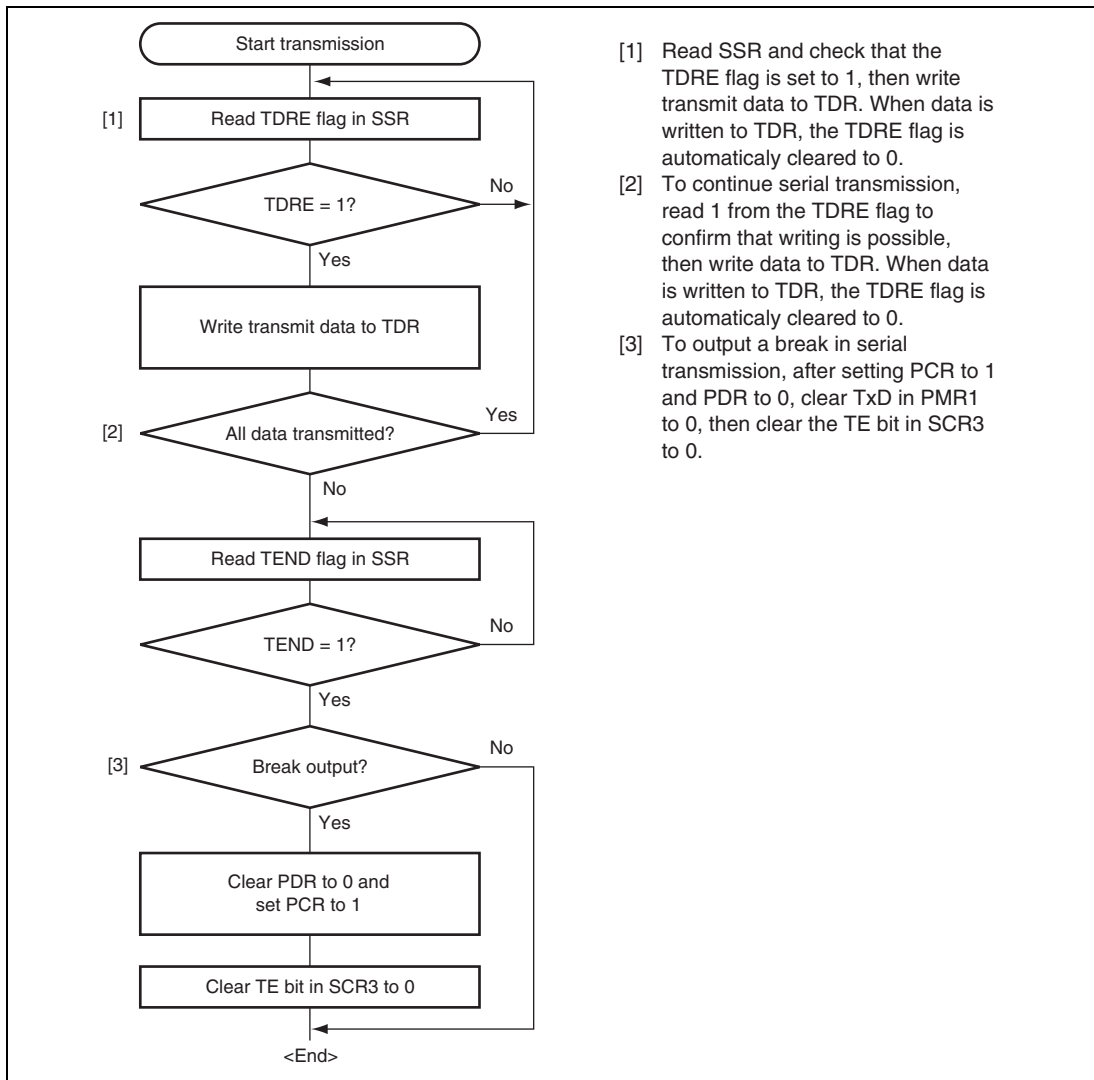 Start transmission
[1]
Read TDRE flag in SSR
TDRE = 1?
No
Yes
Write transmit data to TDR
[2]
All data transmitted?
Yes
No
Read TEND flag in SSR
TEND = 1?
No
Yes
[3]
Break output?
No
Yes
Clear PDR to 0 and
set PCR to 1
Clear TE bit in SCR3 to 0
<End>
[1] Read SSR and check that the
TDRE flag is set to 1, then write
transmit data to TDR. When data is
written to TDR, the TDRE flag is
automaticaly cleared to 0.
[2] To continue serial transmission,
read 1 from the TDRE flag to
confirm that writing is possible,
then write data to TDR. When data
is written to TDR, the TDRE flag is
automaticaly cleared to 0.
[3] To output a break in serial
transmission, after setting PCR to 1
and PDR to 0, clear TxD in PMR1
to 0, then clear the TE bit in SCR3
to 0.